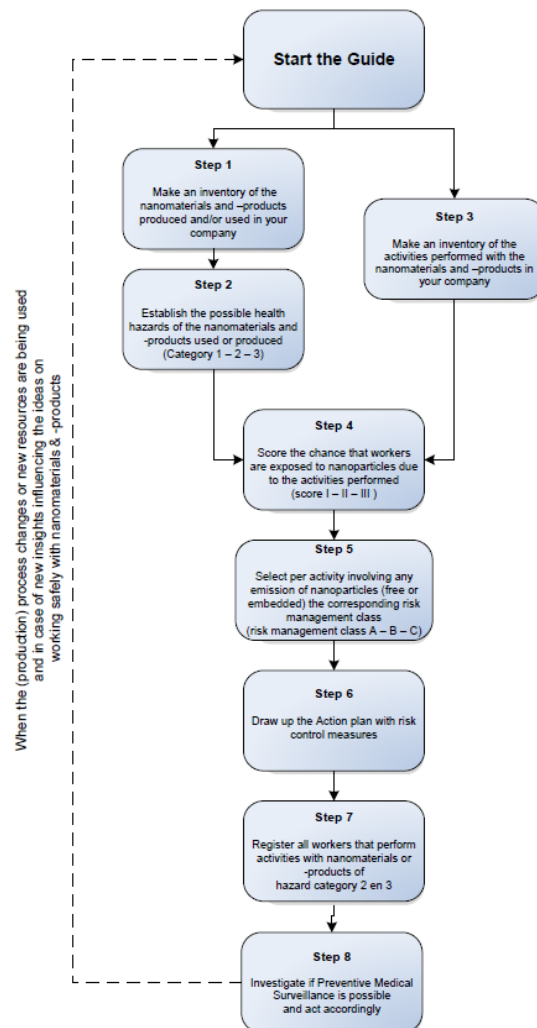 Start the Guide
Step 1
Make an inventory of the
nanomaterials and –products
produced and/or used in your
company
Step 2
Establish the possible health
hazards of the nanomaterials and
-products used or produced
(Category 1 – 2 – 3)
Step 3
Make an inventory of the
activities performed with the
nanomaterials and –products in
your company
Step 4
Score the chance that workers
are exposed to nanoparticles due
to the activities performed
(score I – II – III )
Step 5
Select per activity involving any
emission of nanoparticles (free or
embedded) the corresponding risk
management class
(risk management class A – B – C)
Step 6
Draw up the Action plan with risk
control measures
Step 7
Register all workers that perform
activities with nanomaterials or
-products of
hazard category 2 en 3
Step 8
Investigate if Preventive Medical
Surveillance is possible
and act accordingly
When the (production) process changes or new resources are being used
and in case of new insights influencing the ideas on
working safely with nanomaterials & -products